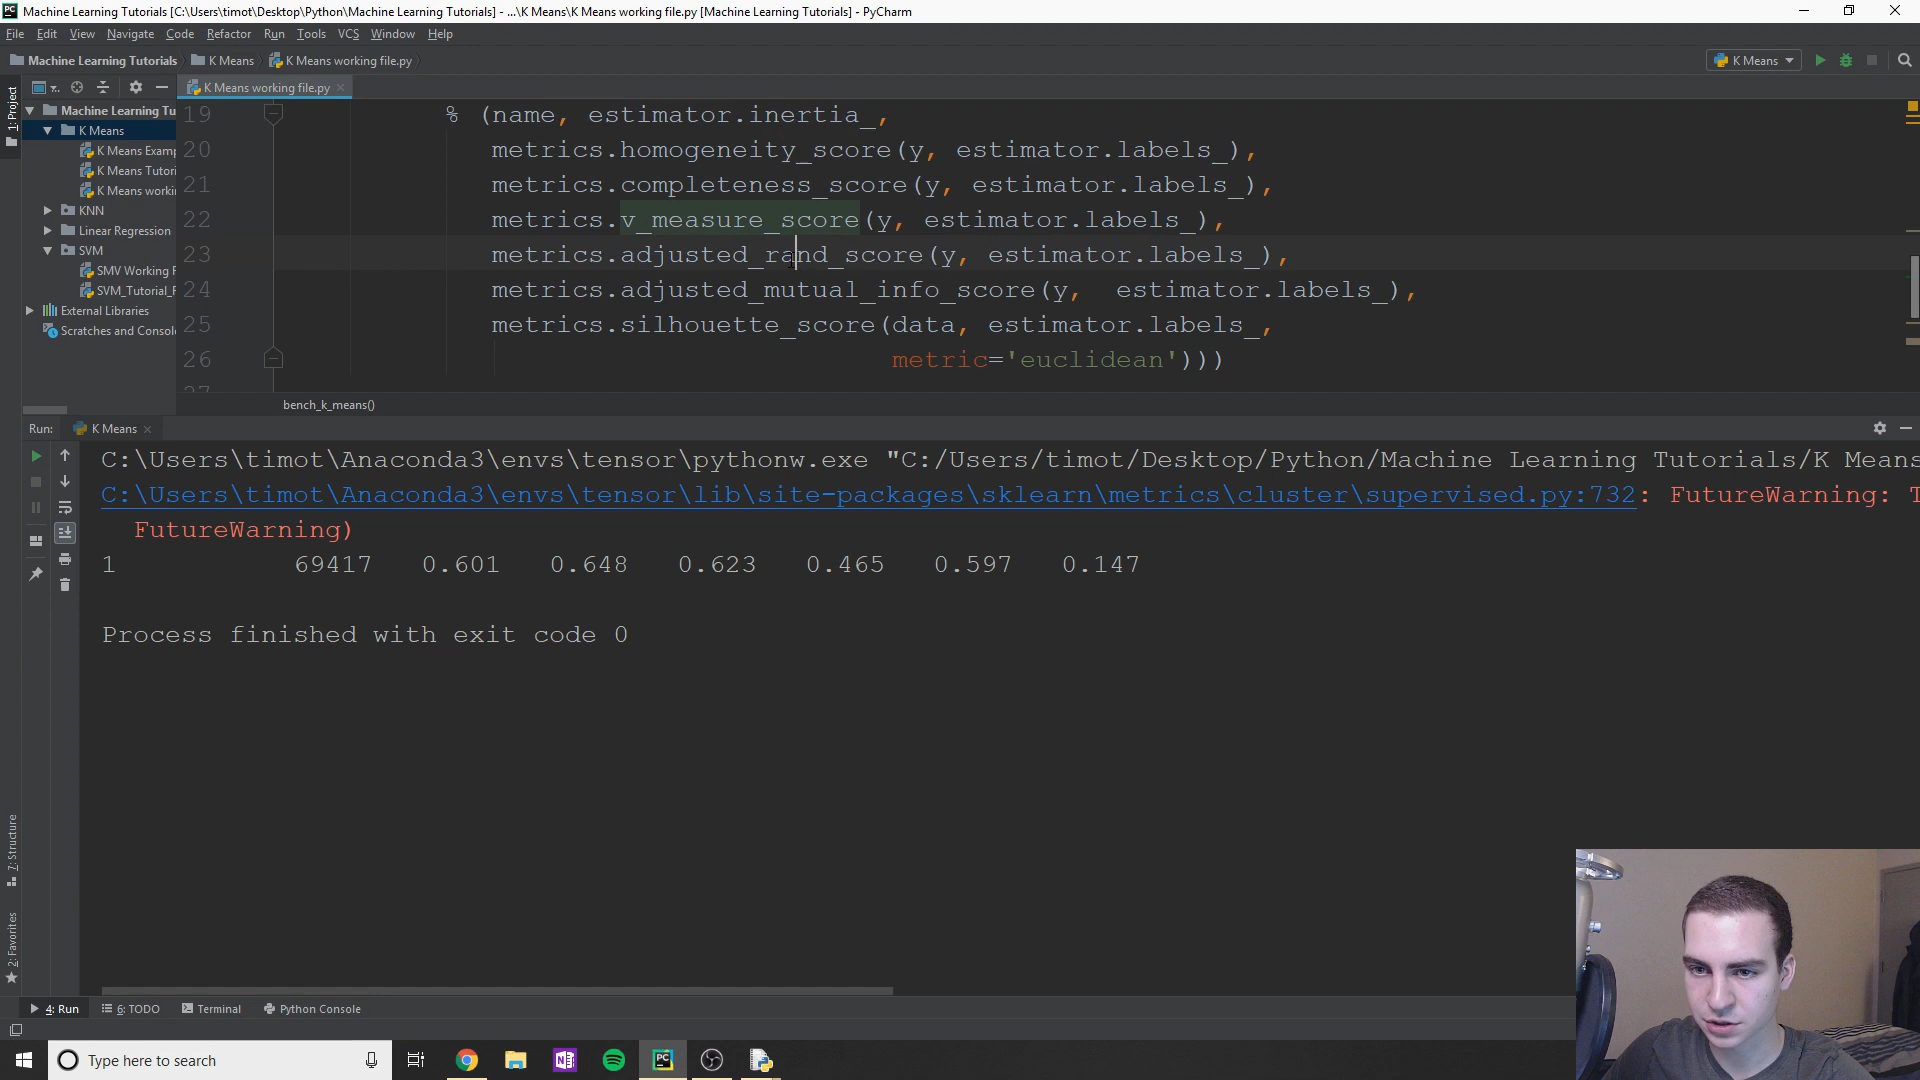 Machine Learning Tutorials [C:\Users\timot\Desktop\Python\Machine Learning Tutorials] - ...\K Means\K Means working file.py [Machine Learning Tutorials] - PyCharm
File Edit View Navigate Code Refactor Run Tools VCS Window Help
Machine Learning Tutorials K Means K Means working file.py
K Means
K Means working file.py
1: Project
Machine Learning Tu
K Means
K Means Examp
K Means Tutori
K Means worki
KNN
Linear Regression
SVM
SMV Working F
SVM_Tutorial_F
External Libraries
Scratches and Consol
19 % (name, estimator.inertia_,
20 metrics.homogeneity_score(y, estimator.labels_),
21 metrics.completeness_score(y, estimator.labels_),
22 metrics.v_measure_score(y, estimator.labels_),
23 metrics.adjusted_rand_score(y, estimator.labels_),
24 metrics.adjusted_mutual_info_score(y,  estimator.labels_),
25 metrics.silhouette_score(data, estimator.labels_,
26 metric='euclidean')))
27
bench_k_means()
Run: K Means
C:\Users\timot\Anaconda3\envs\tensor\pythonw.exe "C:/Users/timot/Desktop/Python/Machine Learning Tutorials/K Means
C:\Users\timot\Anaconda3\envs\tensor\lib\site-packages\sklearn\metrics\cluster\supervised.py:732: FutureWarning: T
FutureWarning)
1 69417 0.601 0.648 0.623 0.465 0.597 0.147
Process finished with exit code 0
7: Structure
2: Favorites
4: Run 6: TODO Terminal Python Console
Type here to search